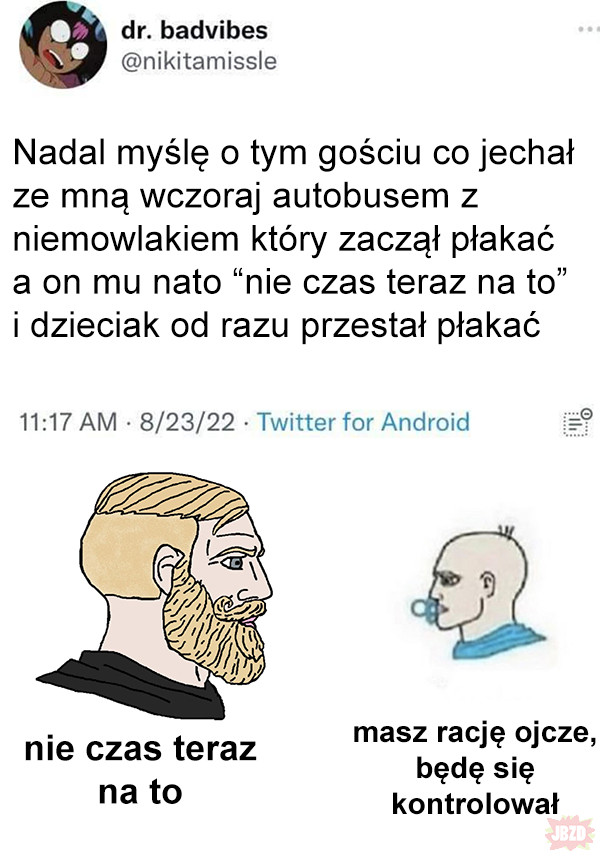 dr. badvibes
@nikitamissle
Nadal myślę o tym gościu co jechał
ze mną wczoraj autobusem z
niemowlakiem który zaczął płakać
a on mu nato “nie czas teraz na to”
i dzieciak od razu przestał płakać
11:17 AM · 8/23/22 · Twitter for Android
nie czas teraz
na to
masz rację ojcze,
będę się
kontrolował
JBZD